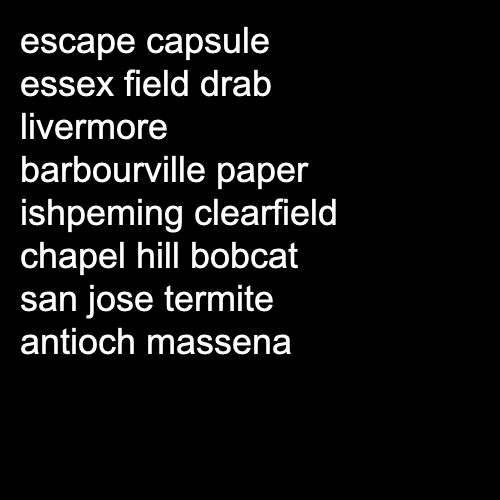 escape capsule
essex field drab
livermore
barbourville paper
ishpeming clearfield
chapel hill bobcat
san jose termite
antioch massena